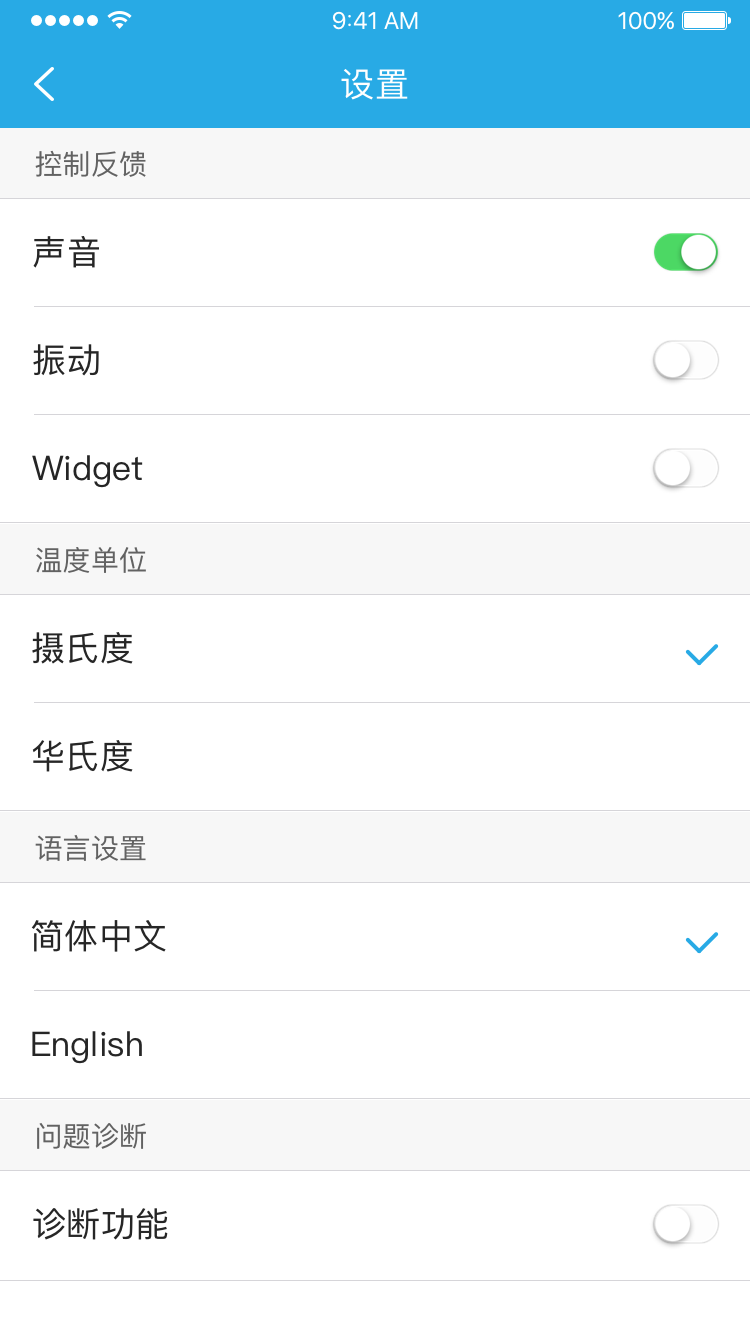 9:41 AM 100%
设置
控制反馈
声音
振动
Widget
温度单位
摄氏度
华氏度
语言设置
简体中文
English
问题诊断
诊断功能